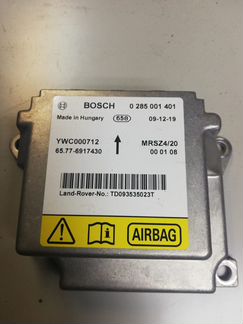 BOSCH 0 285 001 401
Made in Hungary 658 09-12-19
YWC000712 MRSZ4/20
65.77-6917430 00 01 08
Land-Rover-No.: TD093535023T
AIRBAG